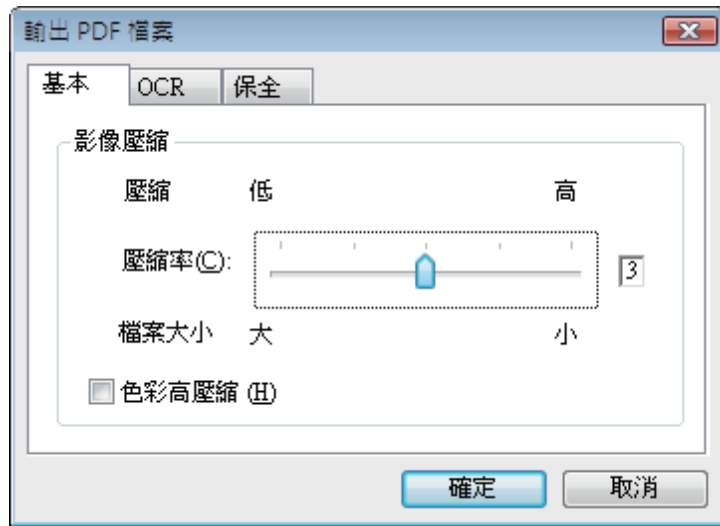 輸出 PDF 檔案
基本 OCR 保全
影像壓縮
壓縮 低 高
壓縮率(C): 3
檔案大小 大 小
色彩高壓縮 (H)
確定 取消